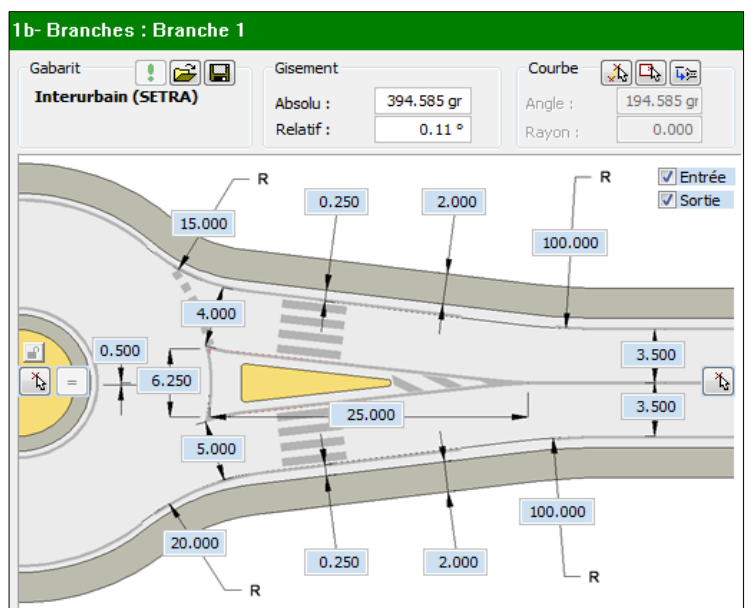 1b- Branches : Branche 1
Gabarit
Interurbain (SETRA)
Gisement
Absolu : 394.585 gr
Relatif : 0.11 °
Courbe
Angle : 194.585 gr
Rayon : 0.000
Entrée
Sortie
R
R
0.250
2.000
15.000
100.000
4.000
0.500
3.500
6.250
=
3.500
25.000
5.000
100.000
20.000
0.250
2.000
R
R